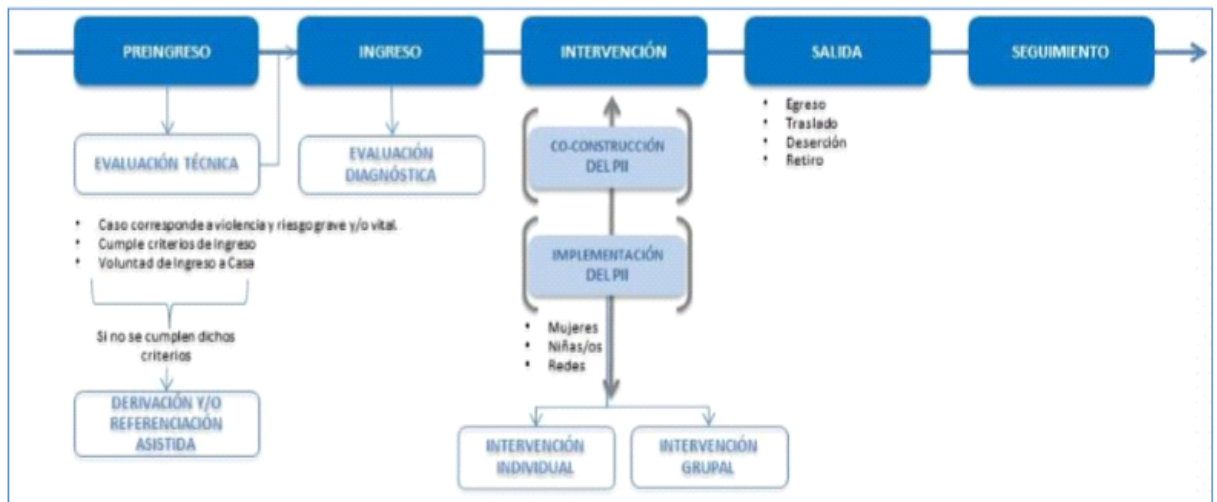 PREINGRESO
INGRESO
INTERVENCIÓN
SALIDA
SEGUIMIENTO
EVALUACIÓN TÉCNICA
EVALUACIÓN
DIAGNÓSTICA
CO-CONSTRUCCIÓN
DEL PII
• Egreso
• Traslado
• Deserción
• Retiro
• Caso corresponde a violencia y riesgo grave y/o vital.
• Cumple criterios de Ingreso
• Voluntad de Ingreso a Casa
IMPLEMENTACIÓN
DEL PII
• Mujeres
• Niñas/os
• Redes
Si no se cumplen dichos
criterios
DERIVACIÓN Y/O
REFERENCIACIÓN
ASISTIDA
INTERVENCIÓN
INDIVIDUAL
INTERVENCIÓN
GRUPAL